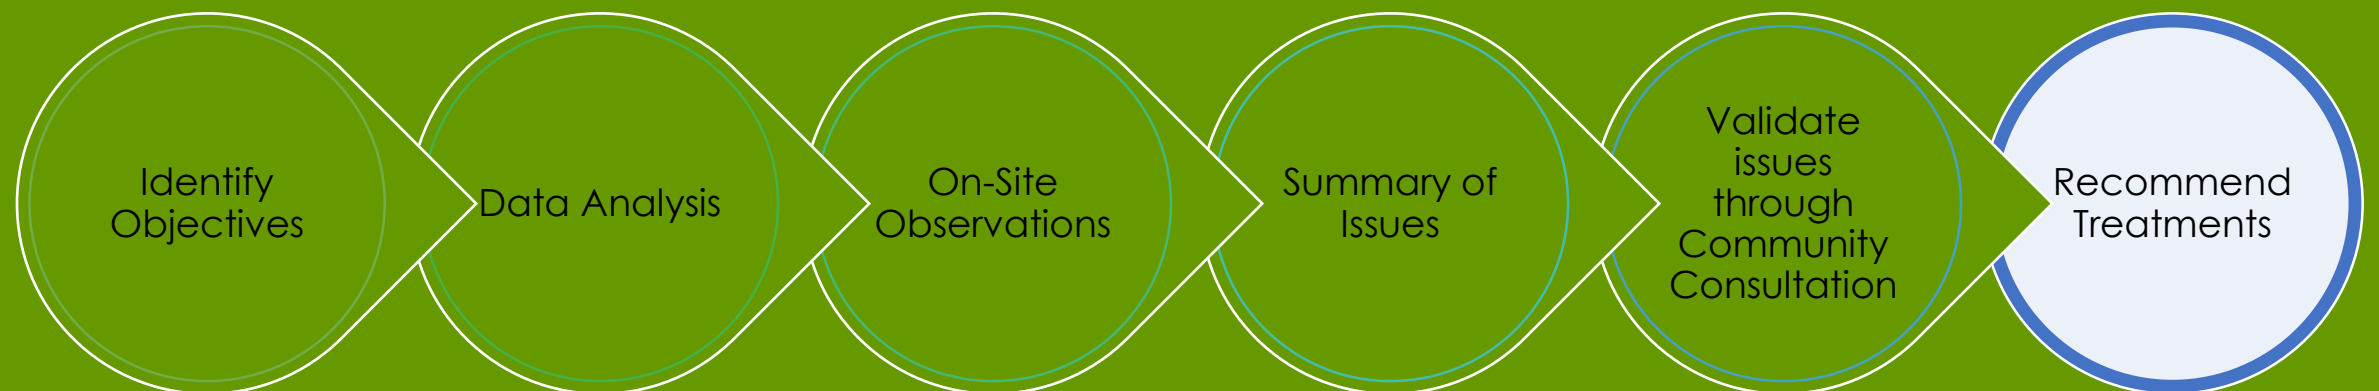 Identify
Objectives
Data Analysis
On-Site
Observations
Summary of
Issues
Validate
issues
through
Community
Consultation
Recommend
Treatments